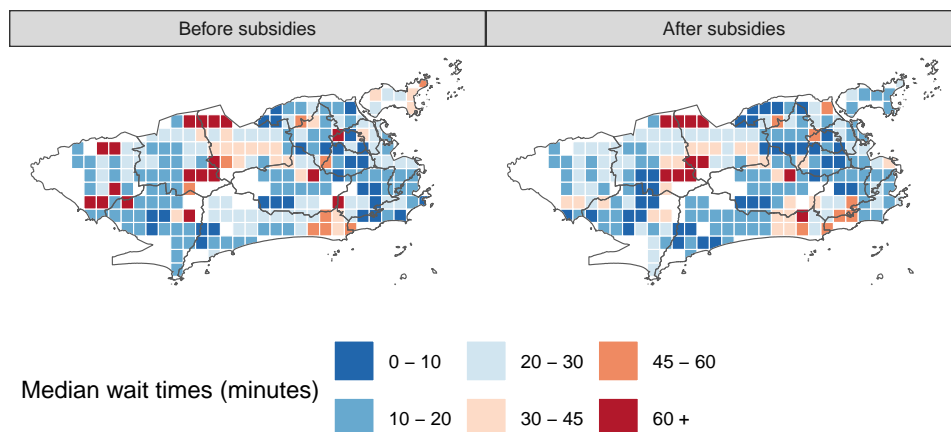 Before subsidies After subsidies
Median wait times (minutes)
0 – 10 20 – 30 45 – 60
10 – 20 30 – 45 60 +